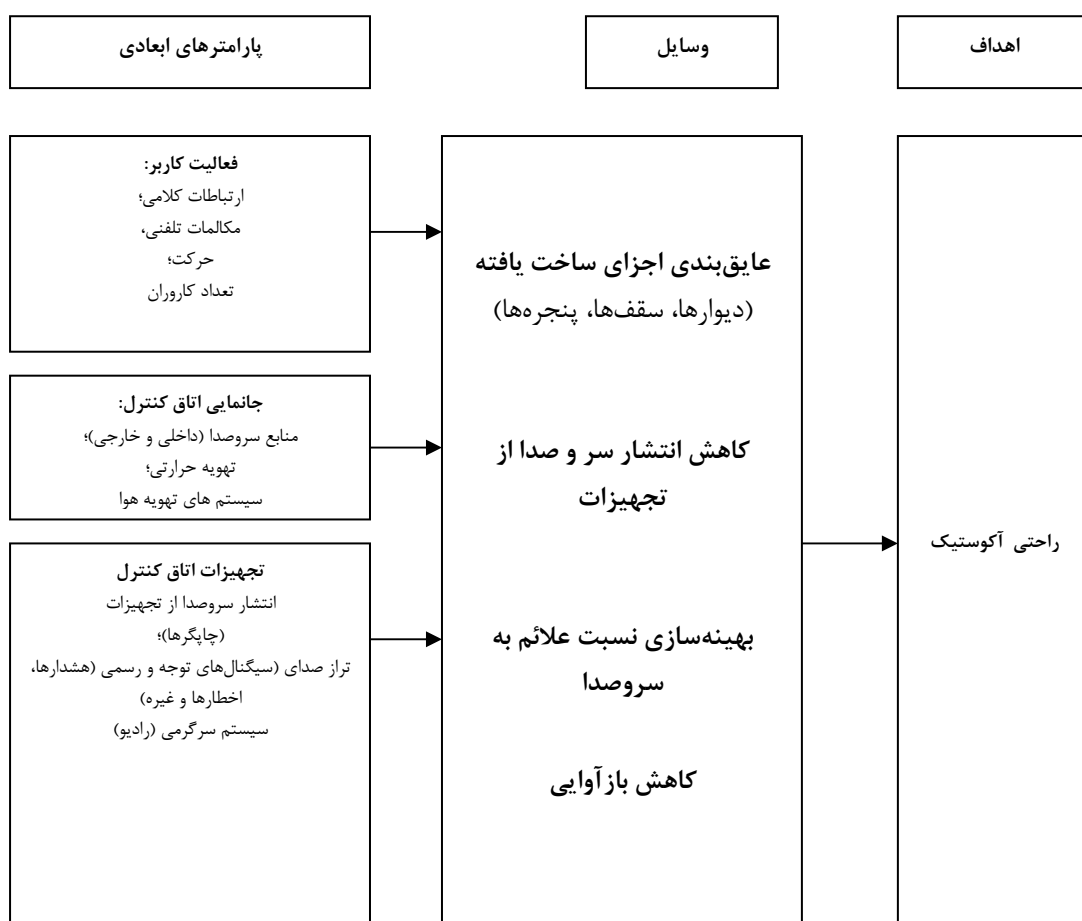 اهداف
وسایل
پارامترهای ابعادی
فعالیت کاربر:
ارتباطات کلامی؛
مکالمات تلفنی،
حرکت؛
تعداد کاروران
جانمایی اتاق کنترل:
منابع سروصدا (داخلی و خارجی)؛
تهویه حرارتی؛
سیستم های تهویه هوا
تجهیزات اتاق کنترل
انتشار سروصدا از تجهیزات
(چاپگرها)؛
تراز صدای (سیگنال‌های توجه و رسمی (هشدارها،
اخطارها و غیره)
سیستم سرگرمی (رادیو)
عایق‌بندی اجزای ساخت یافته
(دیوارها، سقف‌ها، پنجره‌ها)
کاهش انتشار سر و صدا از
تجهیزات
بهینه‌سازی نسبت علائم به
سروصدا
کاهش بازآوایی
راحتی آکوستیک